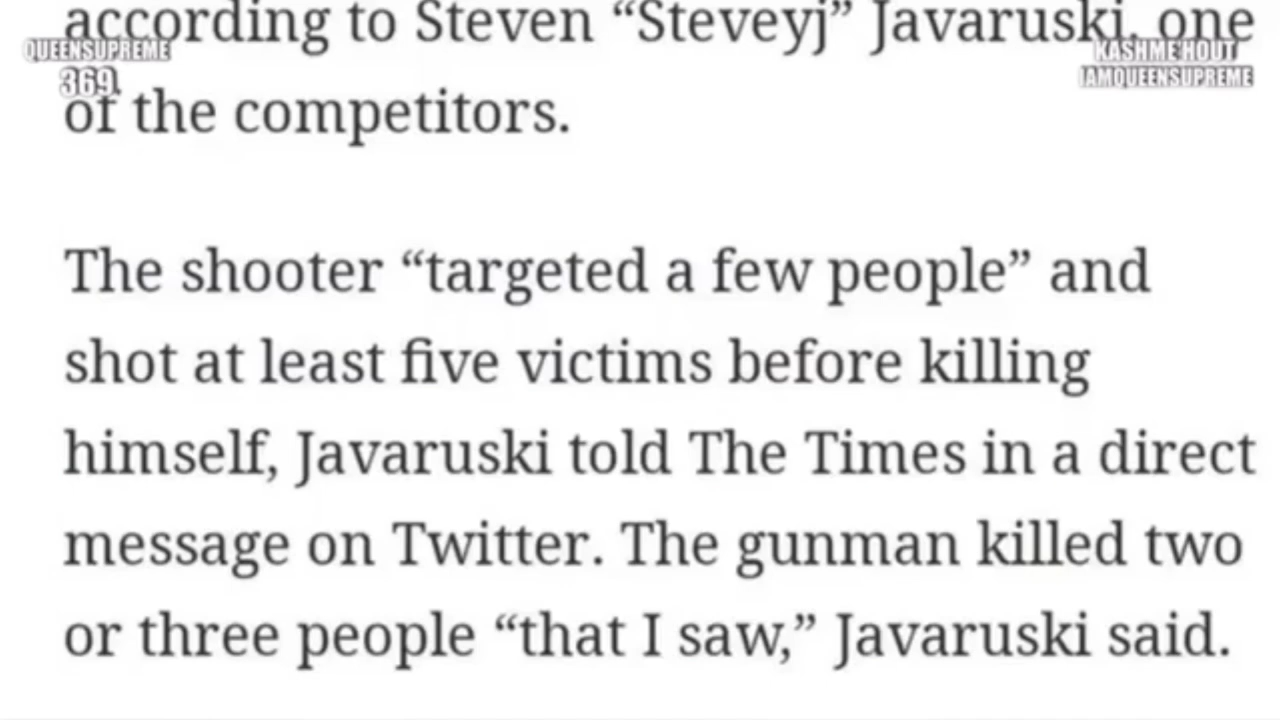 according to Steven “Steveyj” Javaruski, one
QUEENSUPREME
369
KASHME HOUT
IAMQUEENSUPREME
of the competitors.
The shooter “targeted a few people” and
shot at least five victims before killing
himself, Javaruski told The Times in a direct
message on Twitter. The gunman killed two
or three people “that I saw,” Javaruski said.